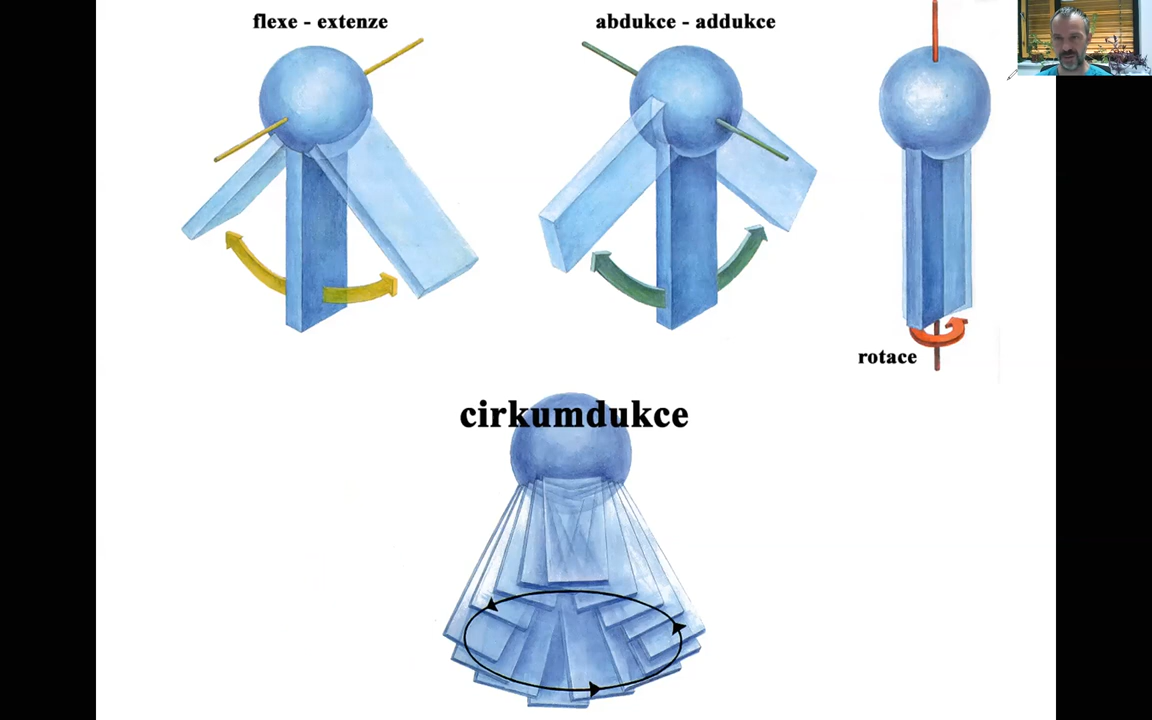 flexe - extenze
abdukce - addukce
rotace
cirkumdukce